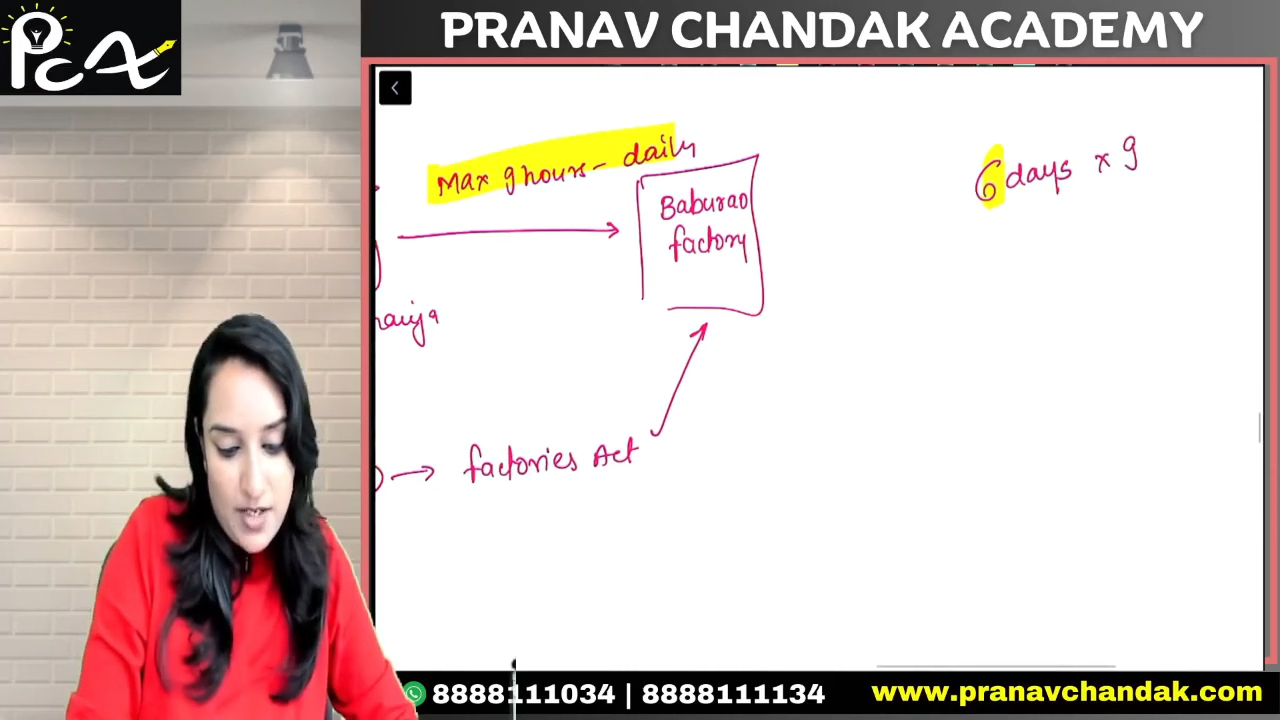 PCA
PRANAV CHANDAK ACADEMY
Max 9 hours - daily
6 days x 9
Baburao
factory
factories Act
8888111034 | 8888111134
www.pranavchandak.com